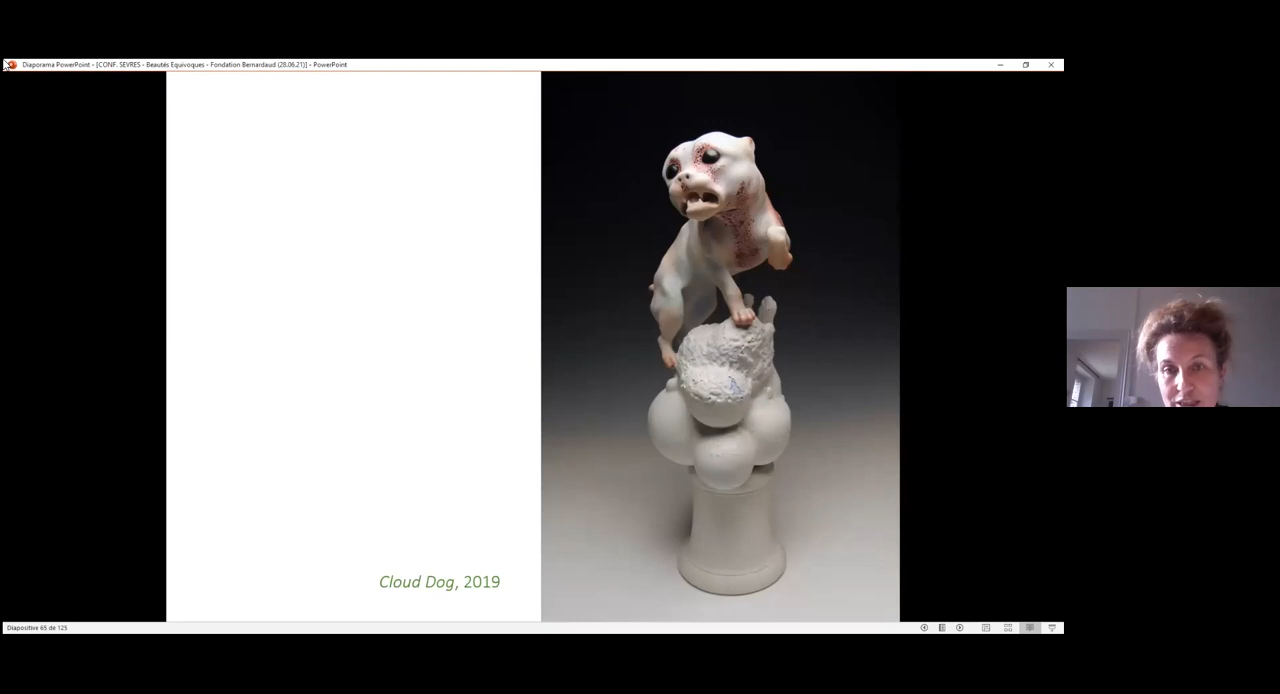 Diaporama PowerPoint - [CONF. SEVRES - Beautés Equivoques - Fondation Bernardaud (28.06.21)] - PowerPoint
Cloud Dog, 2019
Diapositive 65 de 125